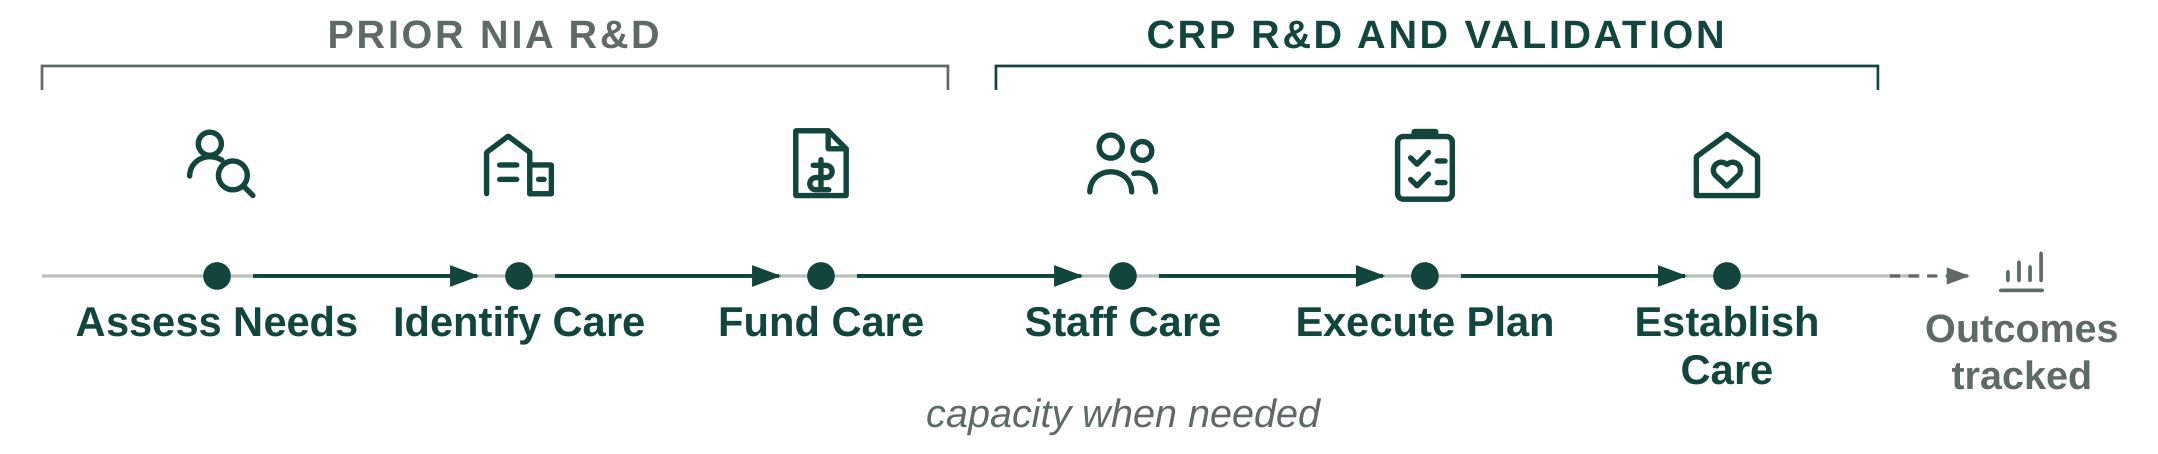 PRIOR NIA R&D
CRP R&D AND VALIDATION
Assess Needs
Identify Care
Fund Care
Staff Care
Execute Plan
Establish
Care
Outcomes
tracked
capacity when needed